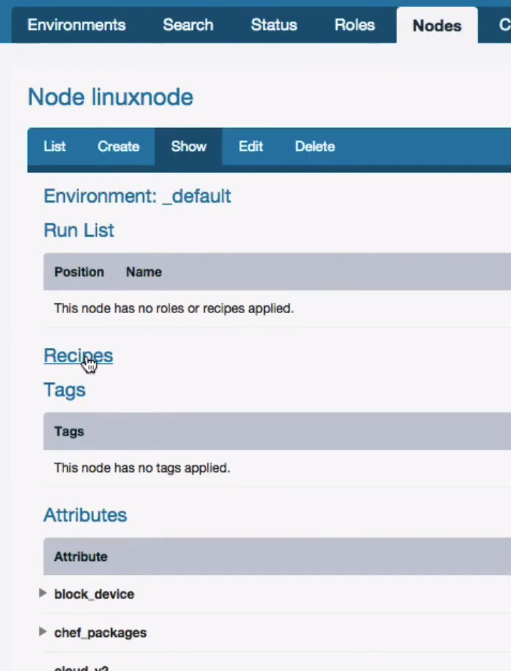 Environments Search Status Roles Nodes C
Node linuxnode
List Create Show Edit Delete
Environment: _default
Run List
Position Name
This node has no roles or recipes applied.
Recipes
Tags
Tags
This node has no tags applied.
Attributes
Attribute
block_device
chef_packages
cloud_v2